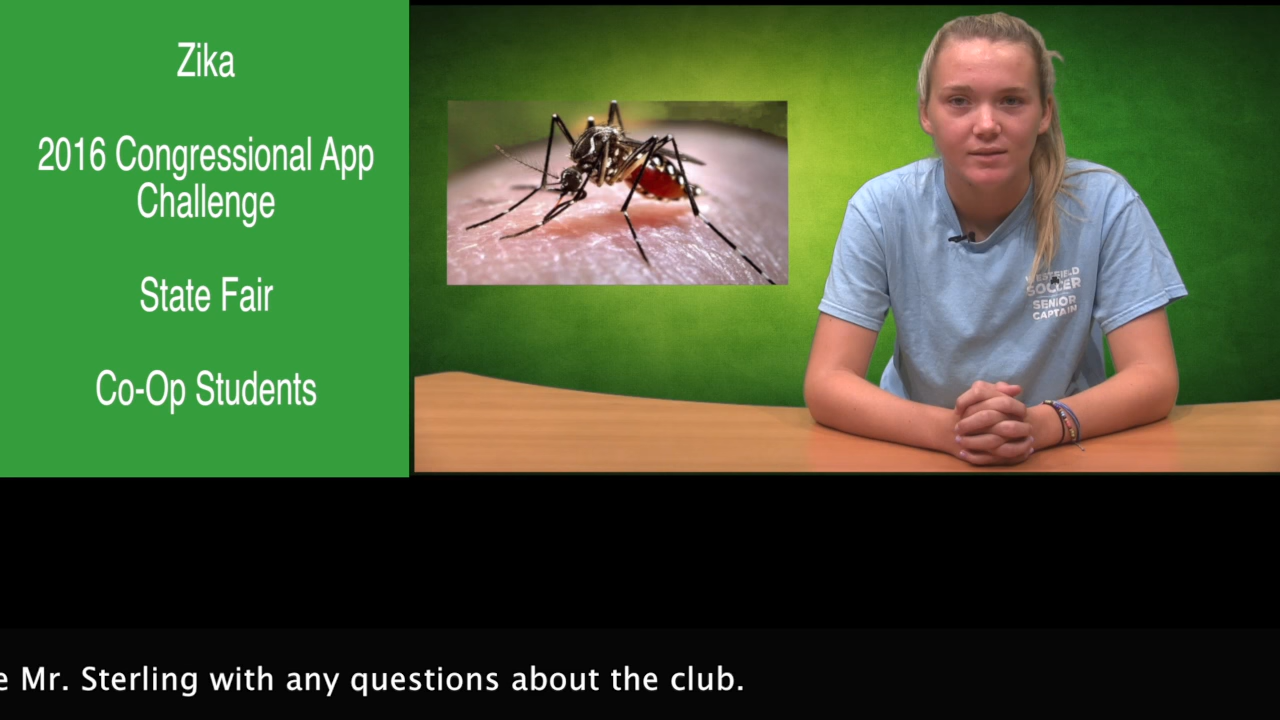 Zika
2016 Congressional App
Challenge
State Fair
Co-Op Students
WESTFIELD
SOCCER
SENIOR
CAPTAIN
e Mr. Sterling with any questions about the club.